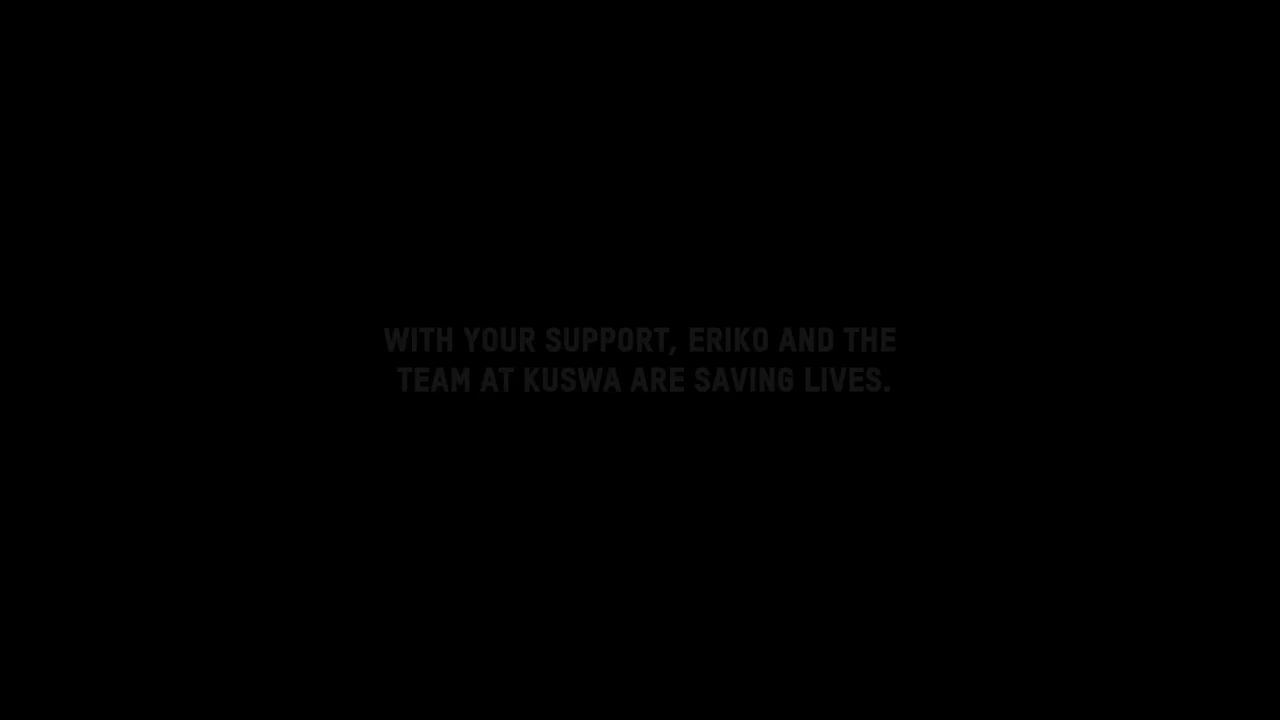 WITH YOUR SUPPORT, ERIKO AND THE
TEAM AT KUSWA ARE SAVING LIVES.